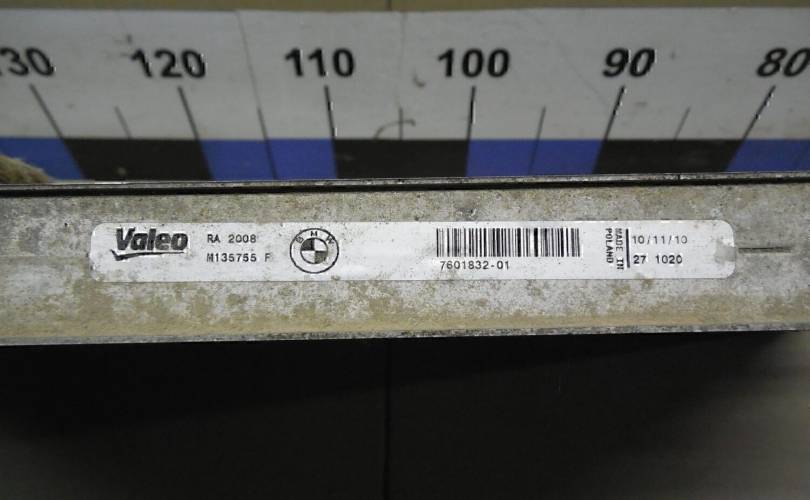 130 120 110 100 90 80
Valeo RA 2008
M135755 F
BMW
7601832-01
MADE IN
POLAND
10/11/10
27 1020